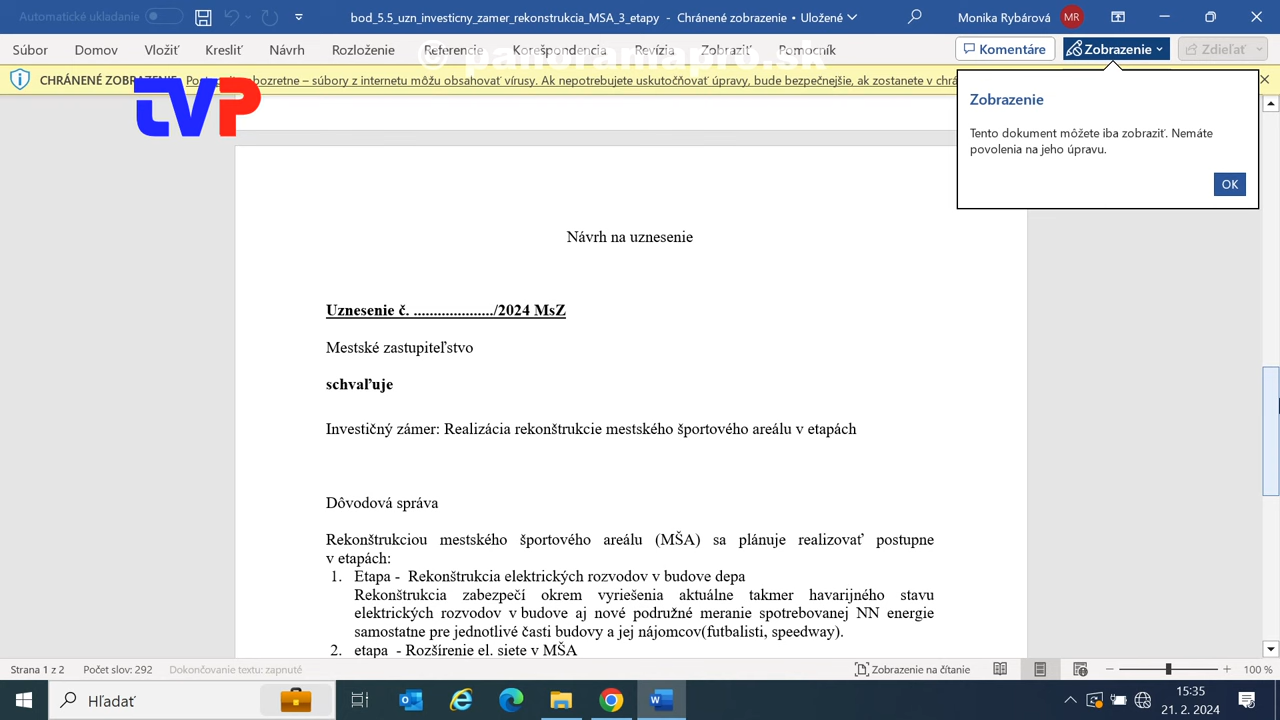 Automatické ukladanie
bod_5.5_uzn_investicny_zamer_rekonstrukcia_MSA_3_etapy - Chránené zobrazenie • Uložené
Monika Rybárová MR
Súbor Domov Vložiť Kresliť Návrh Rozloženie Referencie Korešpondencia Revízia Zobraziť Pomocník
Komentáre Zobrazenie Zdieľať
CHRÁNENÉ ZOBRAZENIE – súbory z internetu môžu obsahovať vírusy. Ak nepotrebujete uskutočňovať úpravy, bude bezpečnejšie, ak zostanete v
tVP
Zobrazenie
Tento dokument môžete iba zobraziť. Nemáte
povolenia na jeho úpravu.
OK
Návrh na uznesenie
Uznesenie č. ..................../2024 MsZ
Mestské zastupiteľstvo
schvaľuje
Investičný zámer: Realizácia rekonštrukcie mestského športového areálu v etapách
Dôvodová správa
Rekonštrukciou mestského športového areálu (MŠA) sa plánuje realizovať postupne
v etapách:
1. Etapa - Rekonštrukcia elektrických rozvodov v budove depa
Rekonštrukcia zabezpečí okrem vyriešenia aktuálne takmer havarijného stavu
elektrických rozvodov v budove aj nové podružné meranie spotrebovanej NN energie
samostatne pre jednotlivé časti budovy a jej nájomcov(futbalisti, speedway).
2. etapa - Rozšírenie el. siete v MŠA
Strana 1 z 2 Počet slov: 292 Dokončovanie textu: zapnuté Zobrazenie na čítanie 100 %
Hľadať
15:35
21. 2. 2024